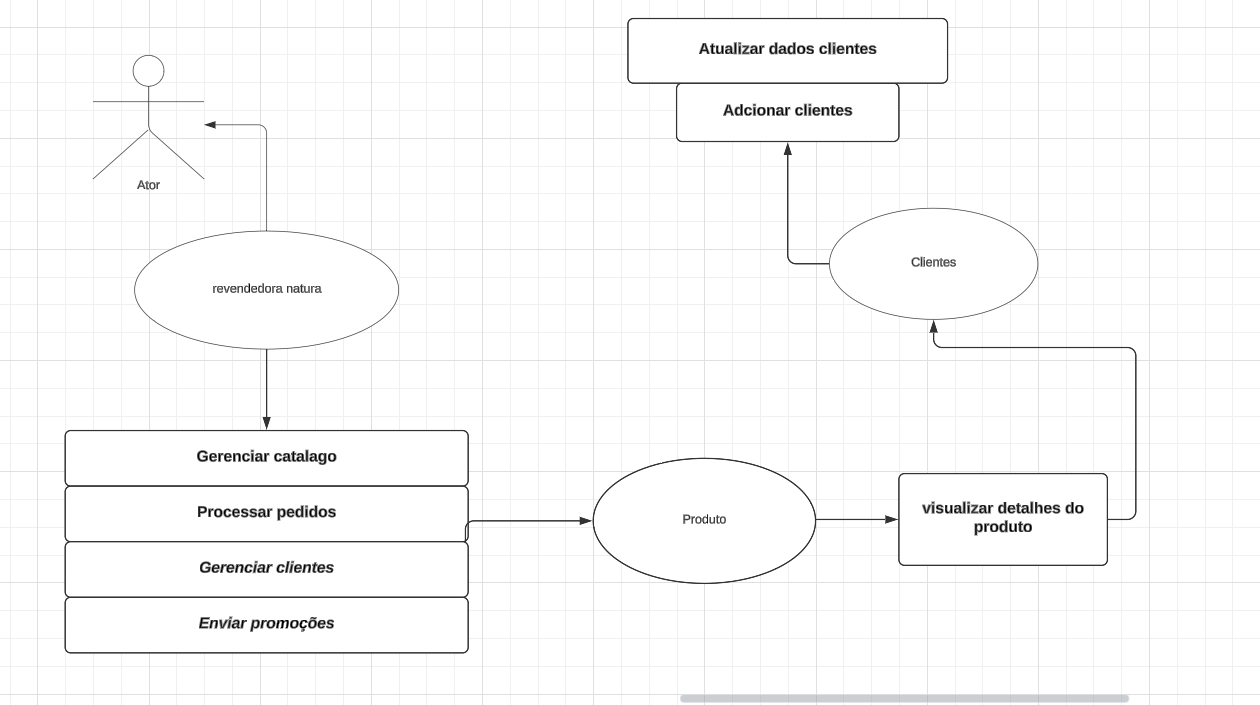 Atualizar dados clientes
Adcionar clientes
Ator
Clientes
revendedora natura
Gerenciar catalago
Processar pedidos
Gerenciar clientes
Enviar promoções
Produto
visualizar detalhes do
produto